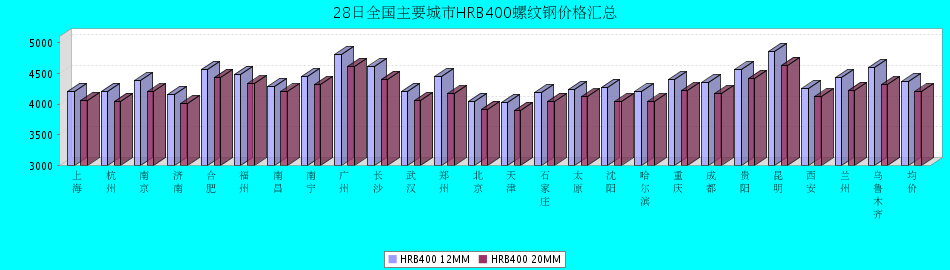 28日全国主要城市HRB400螺纹钢价格汇总
5000
4500
4000
3500
3000
上海
杭州
南京
济南
合肥
福州
南昌
南宁
广州
长沙
武汉
郑州
北京
天津
石家庄
太原
沈阳
哈尔滨
重庆
成都
贵阳
昆明
西安
兰州
乌鲁木齐
均价
HRB400 12MM
HRB400 20MM